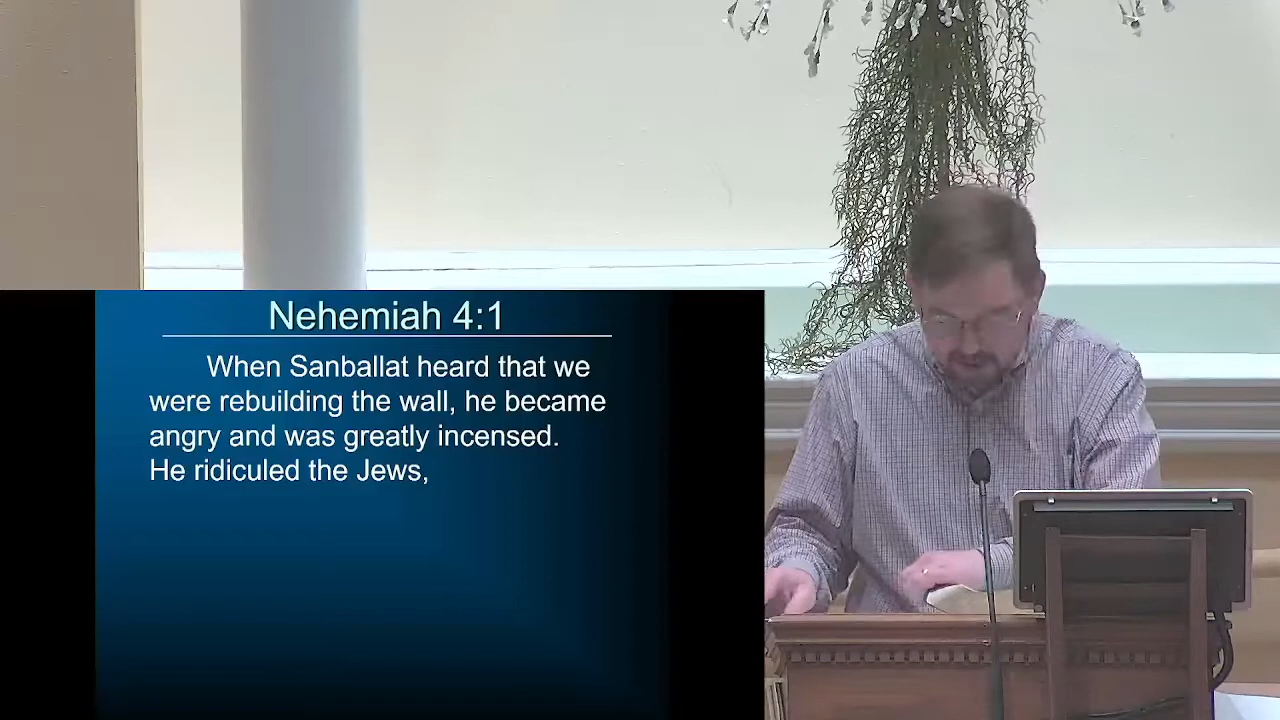 Nehemiah 4:1
When Sanballat heard that we
were rebuilding the wall, he became
angry and was greatly incensed.
He ridiculed the Jews,